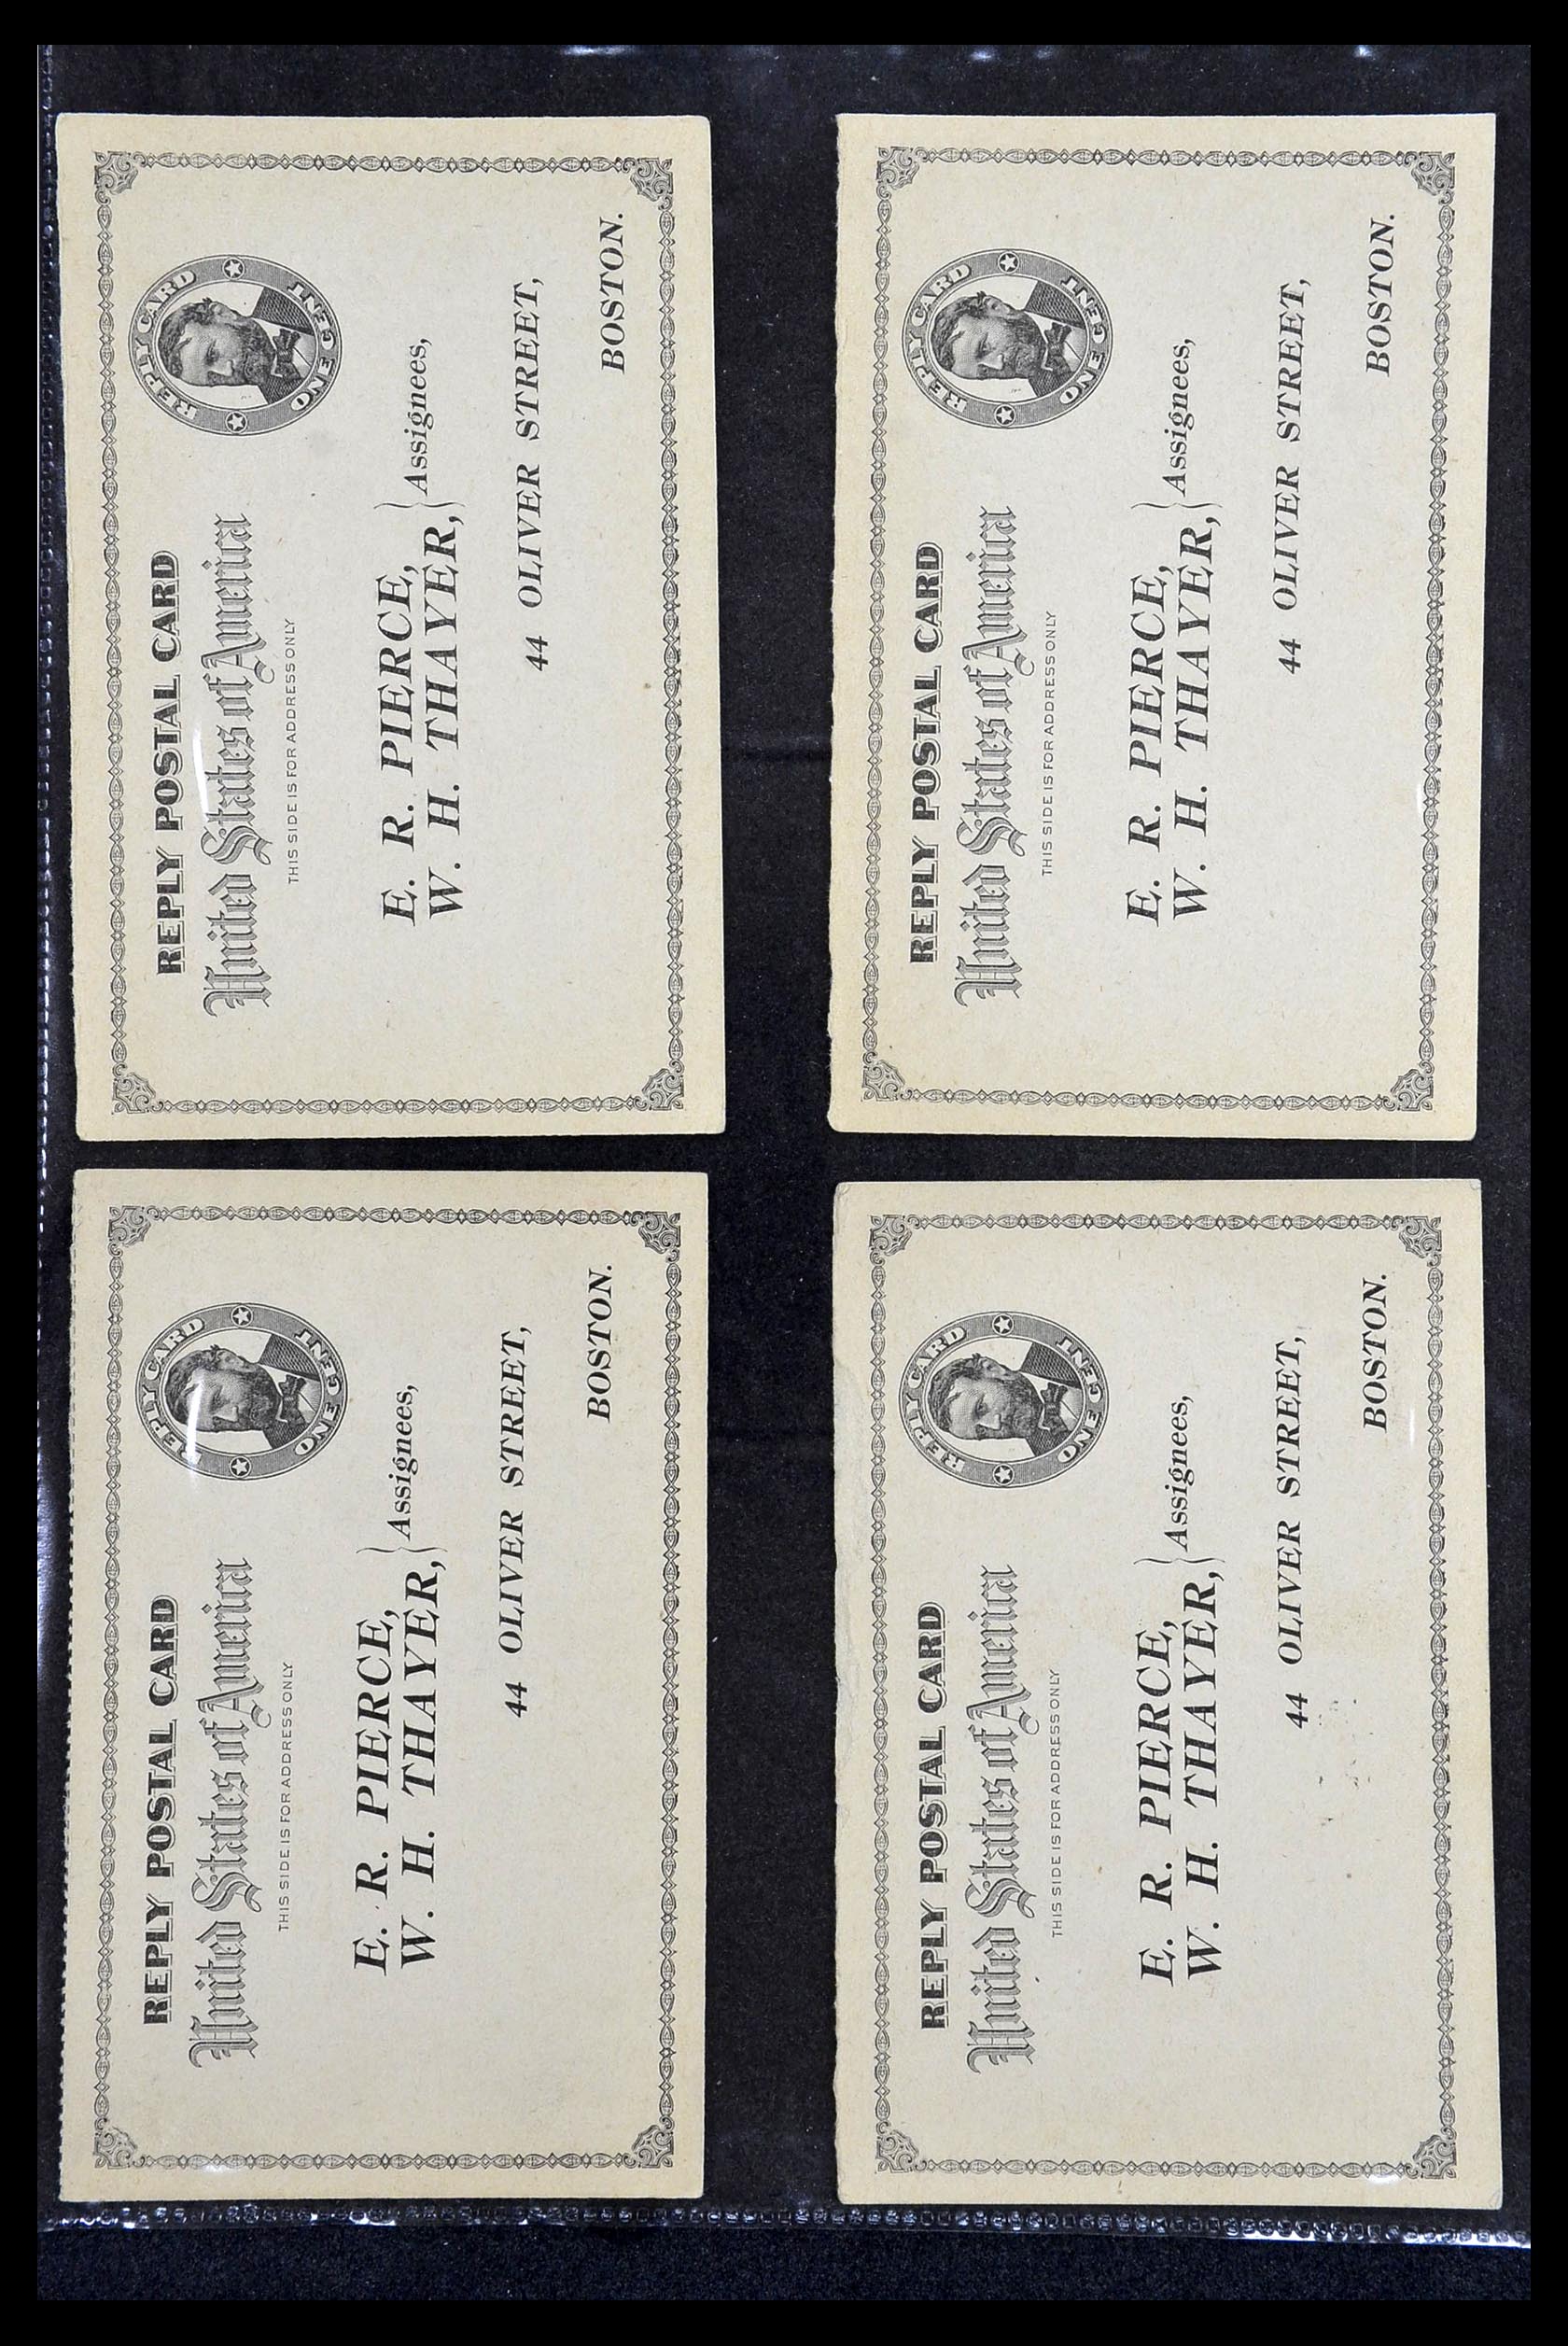 REPLY POSTAL CARD
REPLY CARD
ONE CENT
United States of America
THIS SIDE IS FOR ADDRESS ONLY
E. R. PIERCE,
W. H. THAYER, } Assignees,
44 OLIVER STREET,
BOSTON.
REPLY POSTAL CARD
REPLY CARD
ONE CENT
United States of America
THIS SIDE IS FOR ADDRESS ONLY
E. R. PIERCE,
W. H. THAYER, } Assignees,
44 OLIVER STREET,
BOSTON.
REPLY POSTAL CARD
REPLY CARD
ONE CENT
United States of America
THIS SIDE IS FOR ADDRESS ONLY
E. R. PIERCE,
W. H. THAYER, } Assignees,
44 OLIVER STREET,
BOSTON.
REPLY POSTAL CARD
REPLY CARD
ONE CENT
United States of America
THIS SIDE IS FOR ADDRESS ONLY
E. R. PIERCE,
W. H. THAYER, } Assignees,
44 OLIVER STREET,
BOSTON.